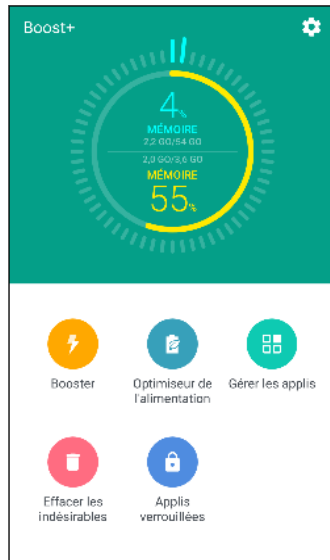 Boost+
4%
MÉMOIRE
2,2 GO/54 GO
2,0 GO/3,6 GO
MÉMOIRE
55%
Booster
Optimiseur de
l'alimentation
Gérer les applis
Effacer les
indésirables
Applis
verrouillées